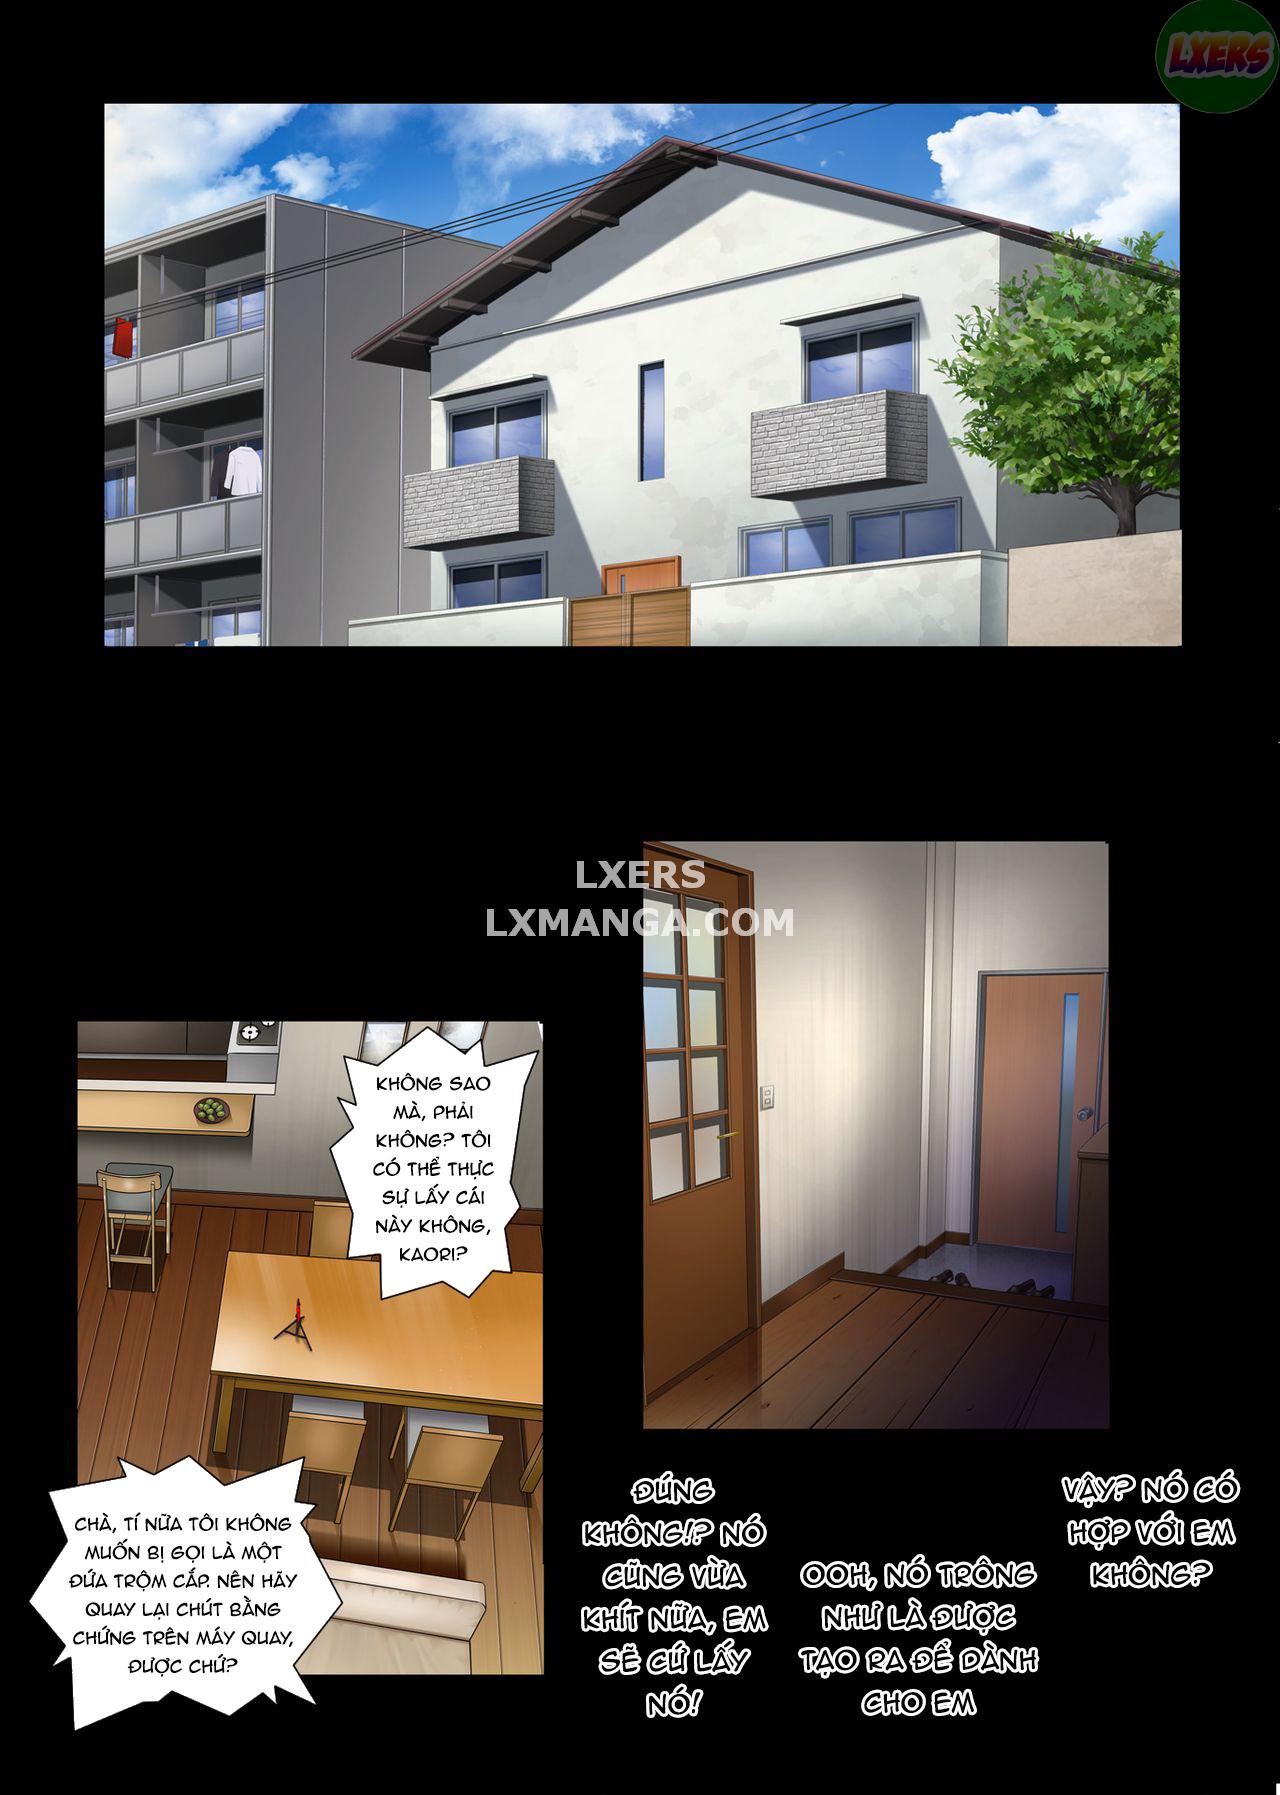 LXERS
LXERS
LXMANGA.COM
VẬY? NÓ CÓ
HỢP VỚI EM
KHÔNG?
OOH, NÓ TRÔNG
NHƯ LÀ ĐƯỢC
TẠO RA ĐỂ DÀNH
CHO EM
ĐÚNG
KHÔNG!? NÓ
CŨNG VỪA
KHÍT NỮA, EM
SẼ CỨ LẤY
NÓ!
KHÔNG SAO
MÀ, PHẢI
KHÔNG? TÔI
CÓ THỂ THỰC
SỰ LẤY CÁI
NÀY KHÔNG,
KAORI?
CHÀ, TÍ NỮA TÔI KHÔNG
MUỐN BỊ GỌI LÀ MỘT
ĐỨA TRỘM CẮP. NÊN HÃY
QUAY LẠI CHÚT BẰNG
CHỨNG TRÊN MÁY QUAY,
ĐƯỢC CHỨ?